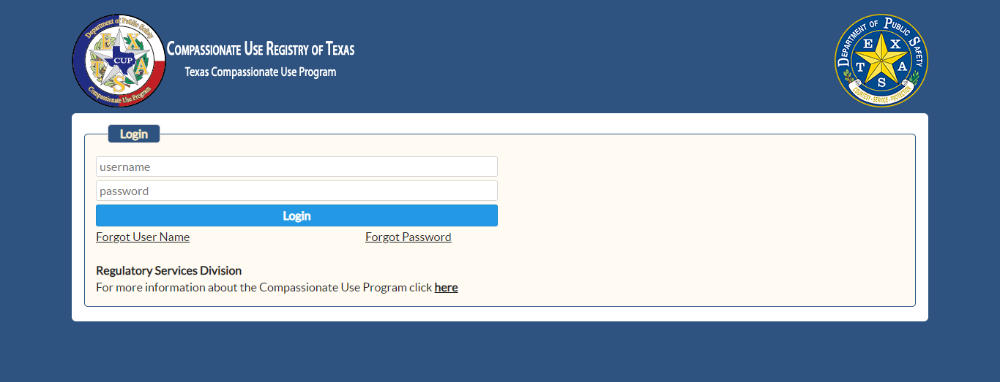 Department of Public Safety
TEXAS
CUP
Compassionate Use Program
COMPASSIONATE USE REGISTRY OF TEXAS
Texas Compassionate Use Program
DEPARTMENT OF PUBLIC SAFETY
TEXAS
COURTESY • SERVICE • PROTECTION
Login
username
password
Login
Forgot User Name Forgot Password
Regulatory Services Division
For more information about the Compassionate Use Program click here